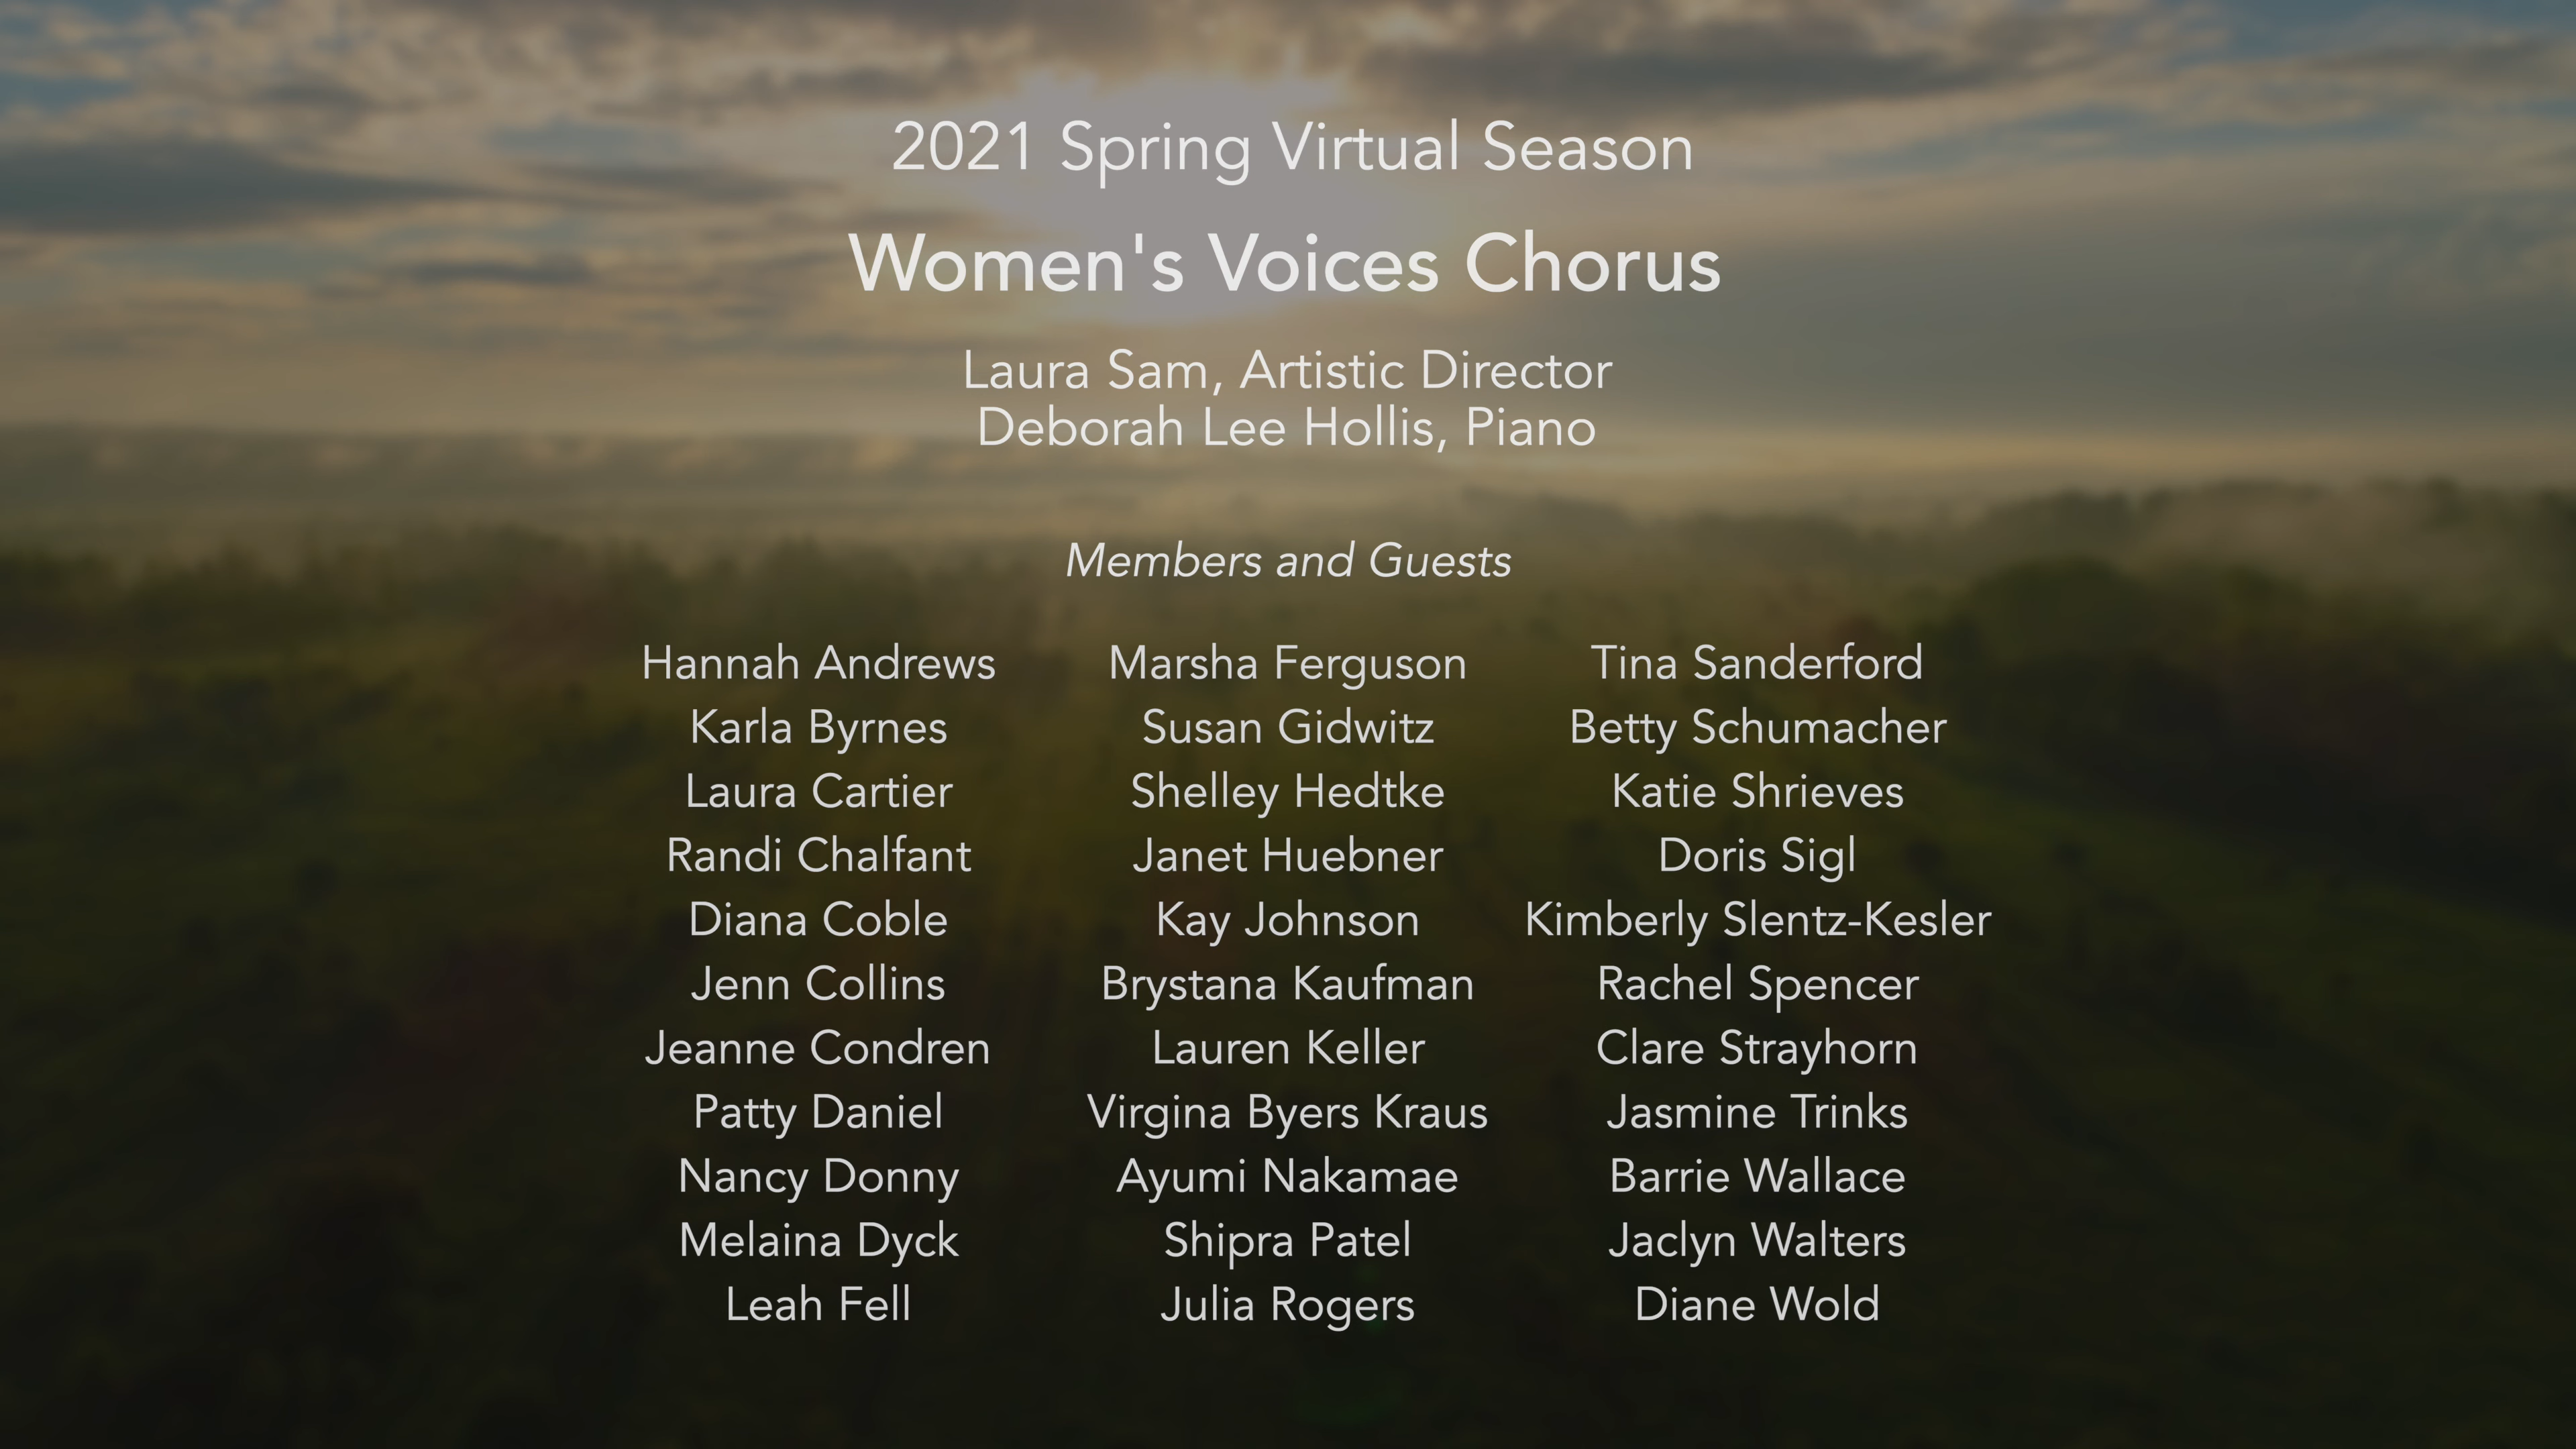 2021 Spring Virtual Season
Women's Voices Chorus
Laura Sam, Artistic Director
Deborah Lee Hollis, Piano
Members and Guests
Hannah Andrews
Karla Byrnes
Laura Cartier
Randi Chalfant
Diana Coble
Jenn Collins
Jeanne Condren
Patty Daniel
Nancy Donny
Melaina Dyck
Leah Fell
Marsha Ferguson
Susan Gidwitz
Shelley Hedtke
Janet Huebner
Kay Johnson
Brystana Kaufman
Lauren Keller
Virgina Byers Kraus
Ayumi Nakamae
Shipra Patel
Julia Rogers
Tina Sanderford
Betty Schumacher
Katie Shrieves
Doris Sigl
Kimberly Slentz-Kesler
Rachel Spencer
Clare Strayhorn
Jasmine Trinks
Barrie Wallace
Jaclyn Walters
Diane Wold